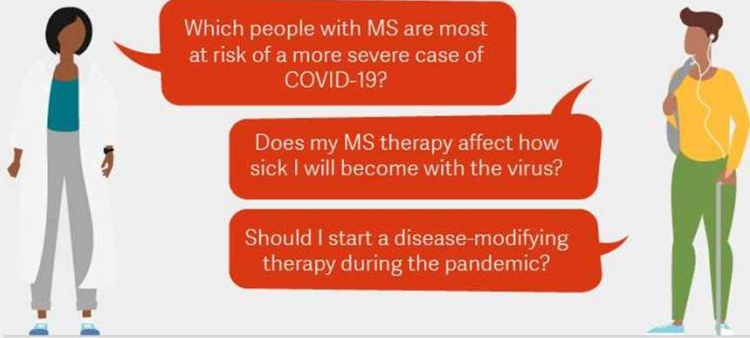 Which people with MS are most
at risk of a more severe case of
COVID-19?
Does my MS therapy affect how
sick I will become with the virus?
Should I start a disease-modifying
therapy during the pandemic?